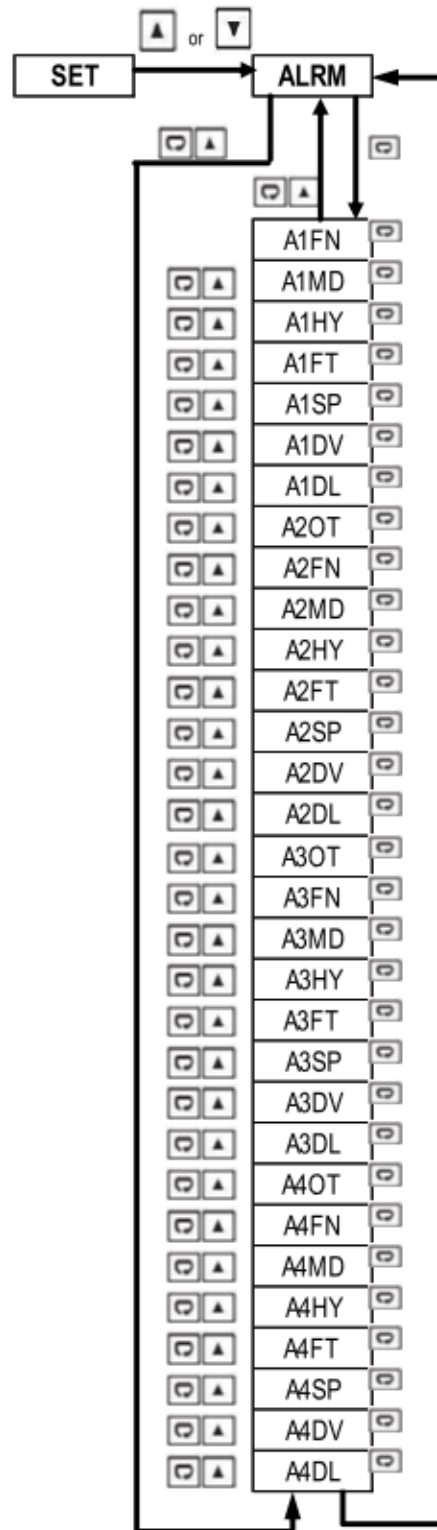 or
SET
ALRM
A1FN
A1MD
A1HY
A1FT
A1SP
A1DV
A1DL
A2OT
A2FN
A2MD
A2HY
A2FT
A2SP
A2DV
A2DL
A3OT
A3FN
A3MD
A3HY
A3FT
A3SP
A3DV
A3DL
A4OT
A4FN
A4MD
A4HY
A4FT
A4SP
A4DV
A4DL